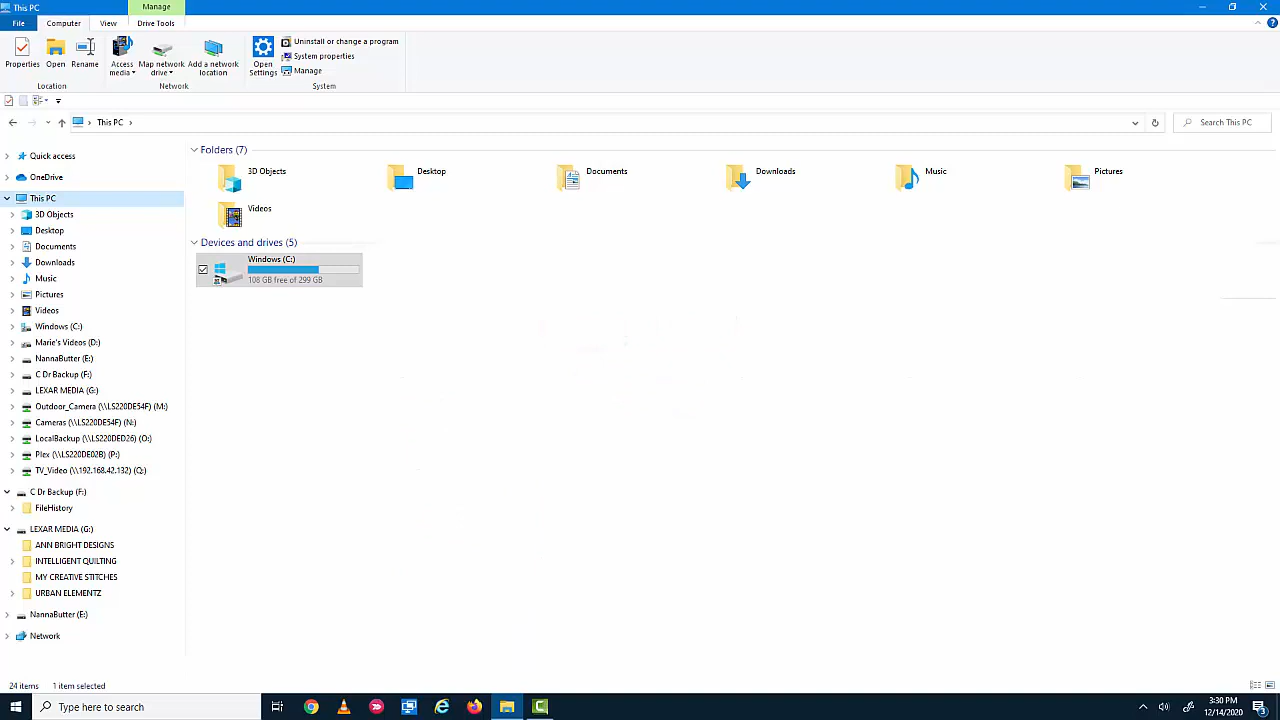 This PC
Manage
File
Computer
View
Drive Tools
Properties
Open
Rename
Access media
Map network drive
Add a network location
Open Settings
Uninstall or change a program
System properties
Manage
Location
Network
System
This PC
Search This PC
Quick access
OneDrive
This PC
3D Objects
Desktop
Documents
Downloads
Music
Pictures
Videos
Windows (C:)
Marie's Videos (D:)
NannaButter (E:)
C Dr Backup (F:)
LEXAR MEDIA (G:)
Outdoor_Camera (\\LS220DE54F) (M:)
Cameras (\\LS220DE54F) (N:)
LocalBackup (\\LS220DED26) (O:)
Plex (\\LS220DE02B) (P:)
TV_Video (\\192.168.42.132) (Q:)
C Dr Backup (F:)
FileHistory
LEXAR MEDIA (G:)
ANN BRIGHT DESIGNS
INTELLIGENT QUILTING
MY CREATIVE STITCHES
URBAN ELEMENTZ
NannaButter (E:)
Network
Folders (7)
3D Objects
Desktop
Documents
Downloads
Music
Pictures
Videos
Devices and drives (5)
Windows (C:)
108 GB free of 299 GB
24 items
1 item selected
Type here to search
3:30 PM
12/14/2020
3